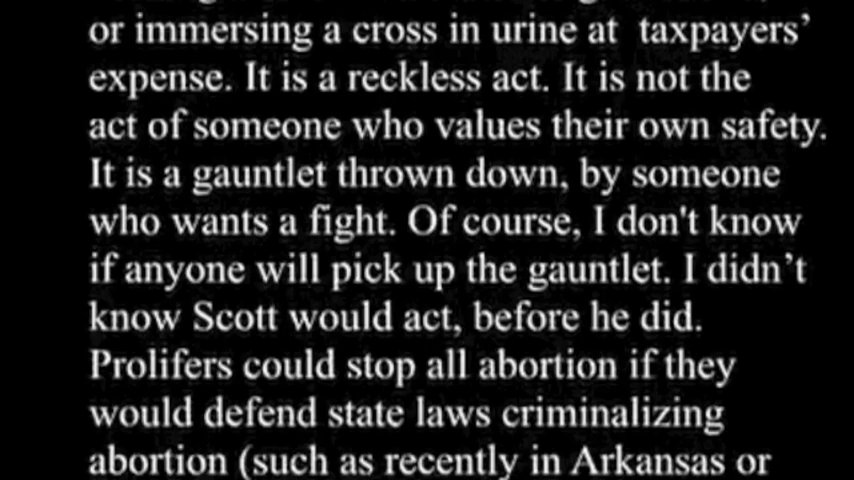 or immersing a cross in urine at taxpayers’
expense. It is a reckless act. It is not the
act of someone who values their own safety.
It is a gauntlet thrown down, by someone
who wants a fight. Of course, I don't know
if anyone will pick up the gauntlet. I didn’t
know Scott would act, before he did.
Prolifers could stop all abortion if they
would defend state laws criminalizing
abortion (such as recently in Arkansas or